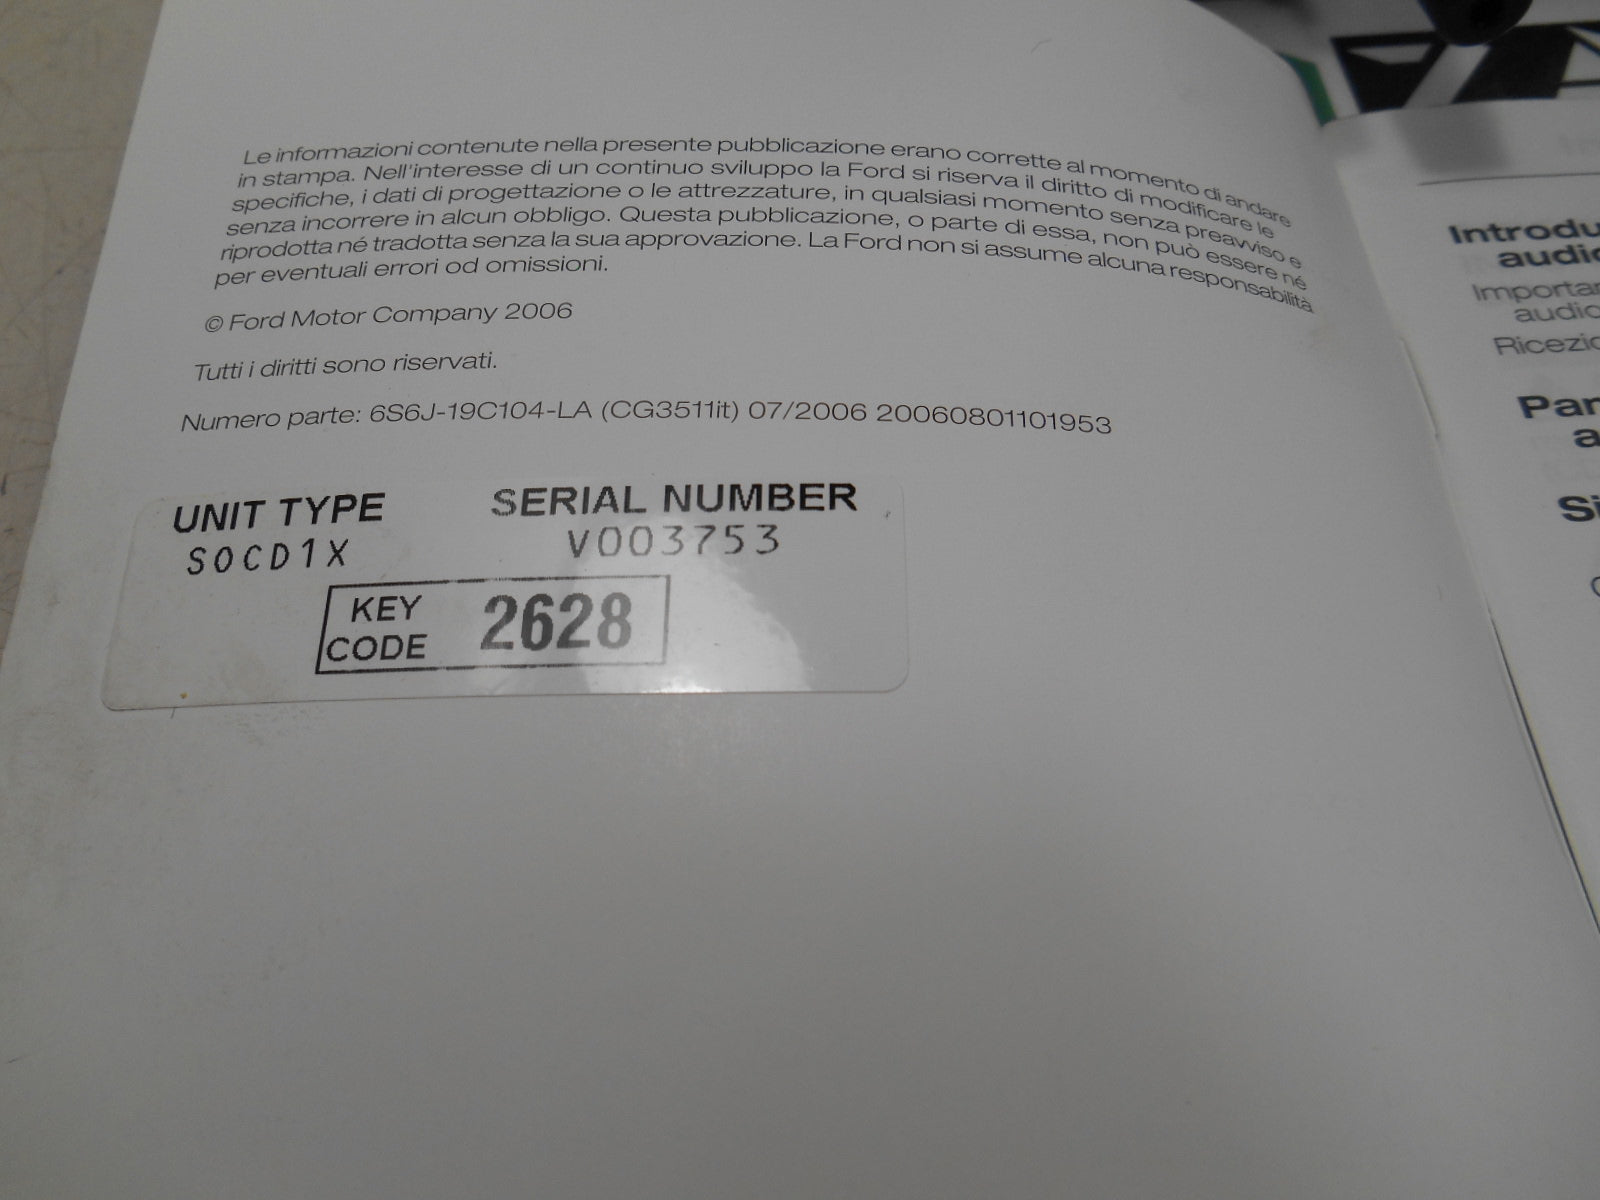 Le informazioni contenute nella presente pubblicazione erano corrette al momento di andare
in stampa. Nell'interesse di un continuo sviluppo la Ford si riserva il diritto di modificare le
specifiche, i dati di progettazione o le attrezzature, in qualsiasi momento senza preavviso e
senza incorrere in alcun obbligo. Questa pubblicazione, o parte di essa, non può essere né
riprodotta né tradotta senza la sua approvazione. La Ford non si assume alcuna responsabilità
per eventuali errori od omissioni.
© Ford Motor Company 2006
Tutti i diritti sono riservati.
Numero parte: 6S6J-19C104-LA (CG3511it) 07/2006 20060801101953
UNIT TYPE SERIAL NUMBER
SOCD1X V003753
KEY CODE 2628
Introdu
audio
Importa
audio
Ricezio
Par
a
Si